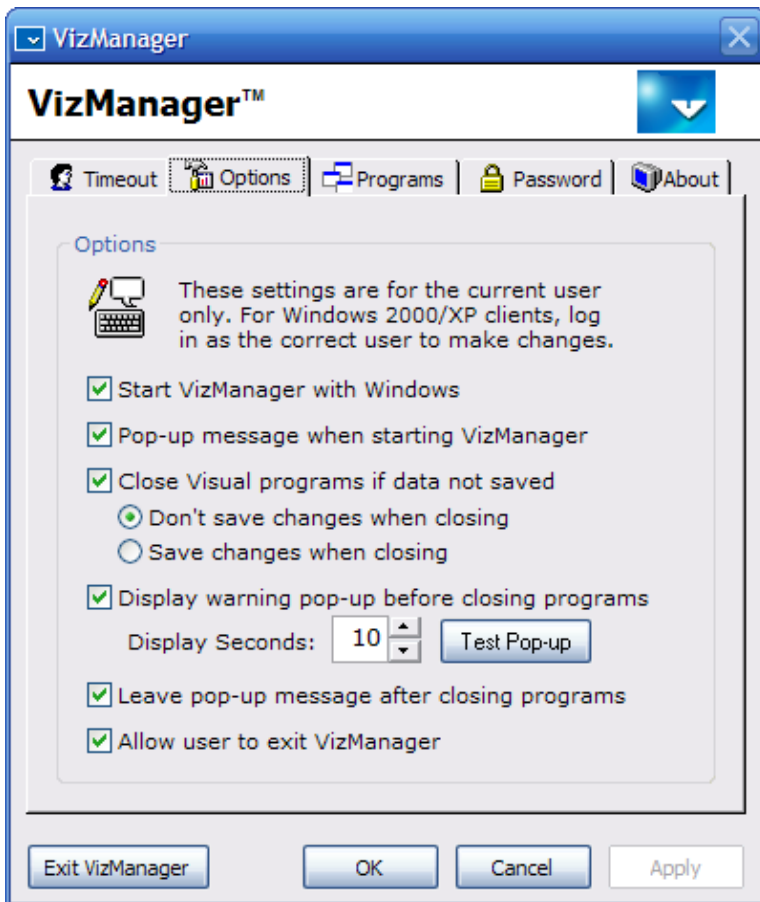 VizManager
VizManager™
Timeout
Options
Programs
Password
About
Options
These settings are for the current user
only. For Windows 2000/XP clients, log
in as the correct user to make changes.
Start VizManager with Windows
Pop-up message when starting VizManager
Close Visual programs if data not saved
Don't save changes when closing
Save changes when closing
Display warning pop-up before closing programs
Display Seconds: 10 Test Pop-up
Leave pop-up message after closing programs
Allow user to exit VizManager
Exit VizManager OK Cancel Apply